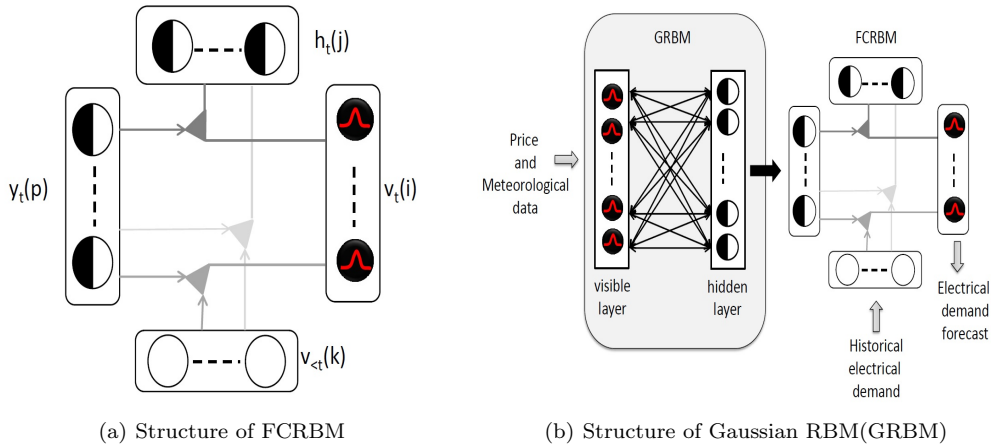 h_t(j)
y_t(p)
v_t(i)
v_{<t}(k)
(a) Structure of FCRBM
GRBM
FCRBM
Price
and
Meteorological
data
visible
layer
hidden
layer
Historical
electrical
demand
Electrical
demand
forecast
(b) Structure of Gaussian RBM(GRBM)